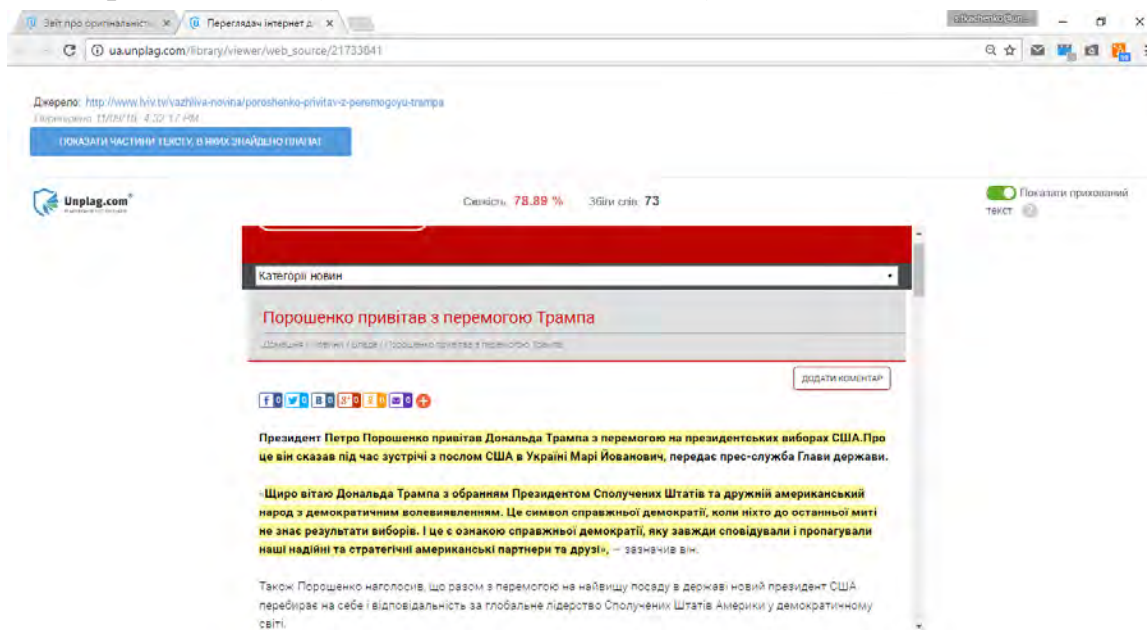 Звіт про оригінальність
Переглядач інтернет д
ua.unplag.com/library/viewer/web_source/21733841
Джерело: http://www.lviv.tv/vazhliva-novina/poroshenko-privitav-z-peremogoyu-trampa
ПОКАЗАТИ ЧАСТИНИ ТЕКСТУ, В ЯКИХ ЗНАЙДЕНО ПЛАГІАТ
Unplag.com
Схожість 78.89 % Збіги слів 73
Показати прихований
текст
Категорії новин
Порошенко привітав з перемогою Трампа
Порошенко привітав з перемогою Трампа
ДОДАТИ КОМЕНТАР
Президент Петро Порошенко привітав Дональда Трампа з перемогою на президентських виборах США.Про
це він сказав під час зустрічі з послом США в Україні Марі Йованович, передає прес-служба Глави держави.
«Щиро вітаю Дональда Трампа з обранням Президентом Сполучених Штатів та дружній американський
народ з демократичним волевиявленням. Це символ справжньої демократії, коли ніхто до останньої миті
не знає результати виборів. І це є ознакою справжньої демократії, яку завжди сповідували і пропагували
наші надійні та стратегічні американські партнери та друзі», — зазначив він.
Також Порошенко наголосив, що разом з перемогою на найвищу посаду в державі новий президент США
перебирає на себе і відповідальність за глобальне лідерство Сполучених Штатів Америки у демократичному
світі.